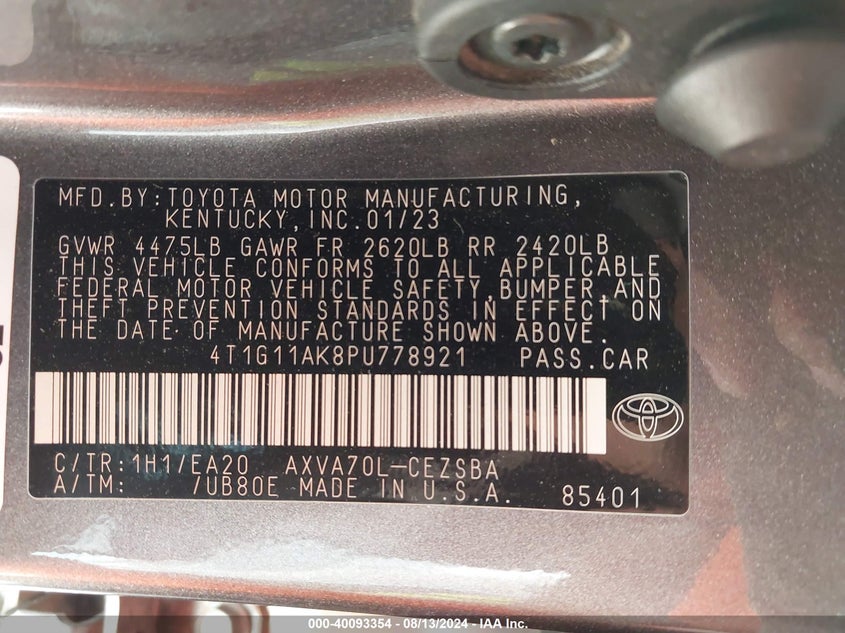 MFD.BY:TOYOTA MOTOR MANUFACTURING,
KENTUCKY,INC.01/23
GVWR 4475LB GAWR FR 2620LB RR 2420LB
THIS VEHICLE CONFORMS TO ALL APPLICABLE
FEDERAL MOTOR VEHICLE SAFETY,BUMPER,AND
THEFT PREVENTION STANDARDS IN EFFECT ON
THE DATE OF MANUFACTURE SHOWN ABOVE.
4T1G11AK8PU778921 PASS.CAR
C/TR:1H1/EA20 AXVA70L-CEZSBA
A/TM: /UB80E MADE IN U.S.A. 85401
000-40093354 - 08/13/2024 - IAA Inc.